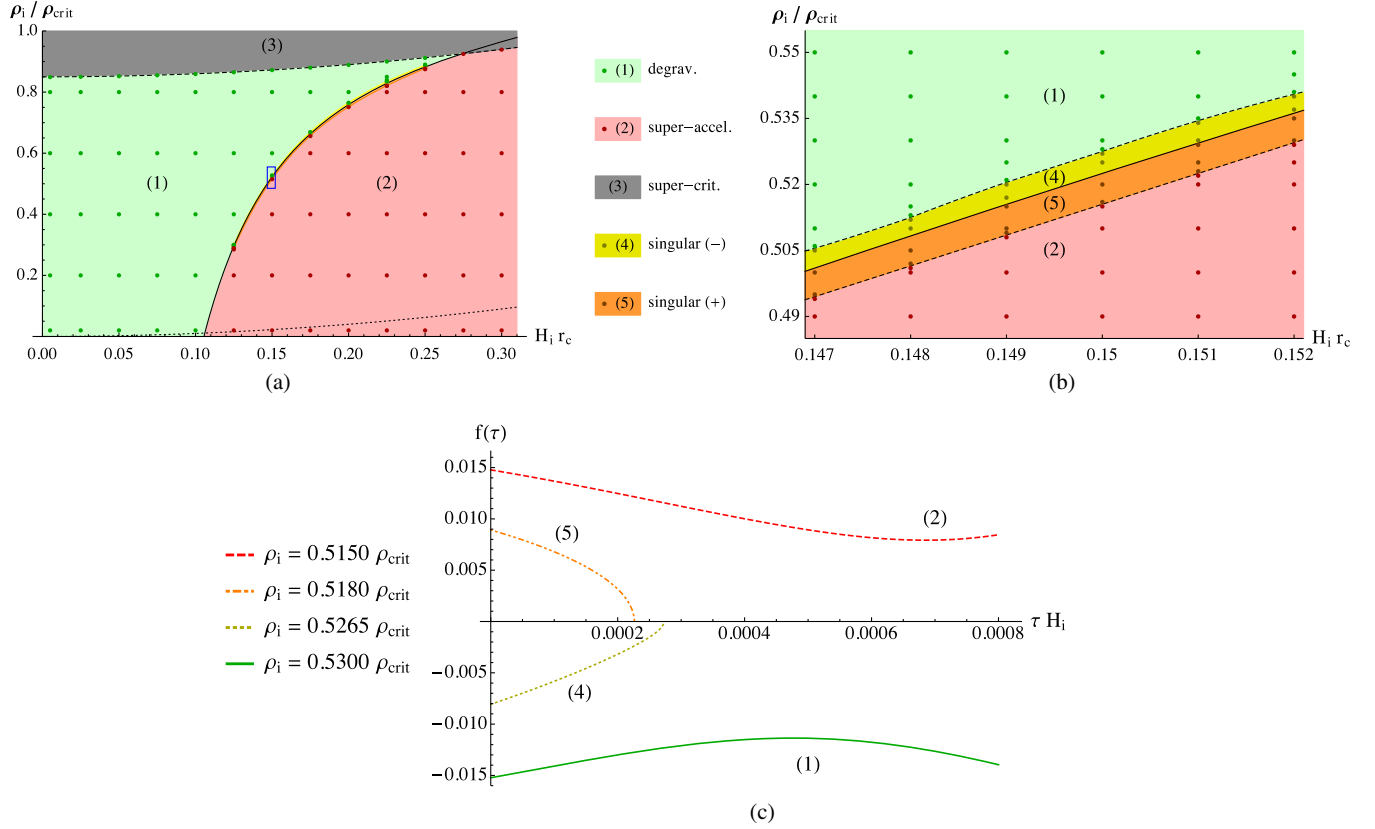 ρi / ρcrit
1.0
0.8
0.6
0.4
0.2
0.00
0.05
0.10
0.15
0.20
0.25
0.30
Hi rc
(3)
(1)
(2)
(a)
(1) degrav.
(2) super-accel.
(3) super-crit.
(4) singular (-)
(5) singular (+)
ρi / ρcrit
0.55
0.535
0.52
0.505
0.49
0.147
0.148
0.149
0.15
0.151
0.152
Hi rc
(1)
(4)
(5)
(2)
(b)
f(τ)
0.015
0.010
0.005
−0.005
−0.010
−0.015
0.0002
0.0004
0.0006
0.0008
τ Hi
(2)
(5)
(4)
(1)
ρi = 0.5150 ρcrit
ρi = 0.5180 ρcrit
ρi = 0.5265 ρcrit
ρi = 0.5300 ρcrit
(c)